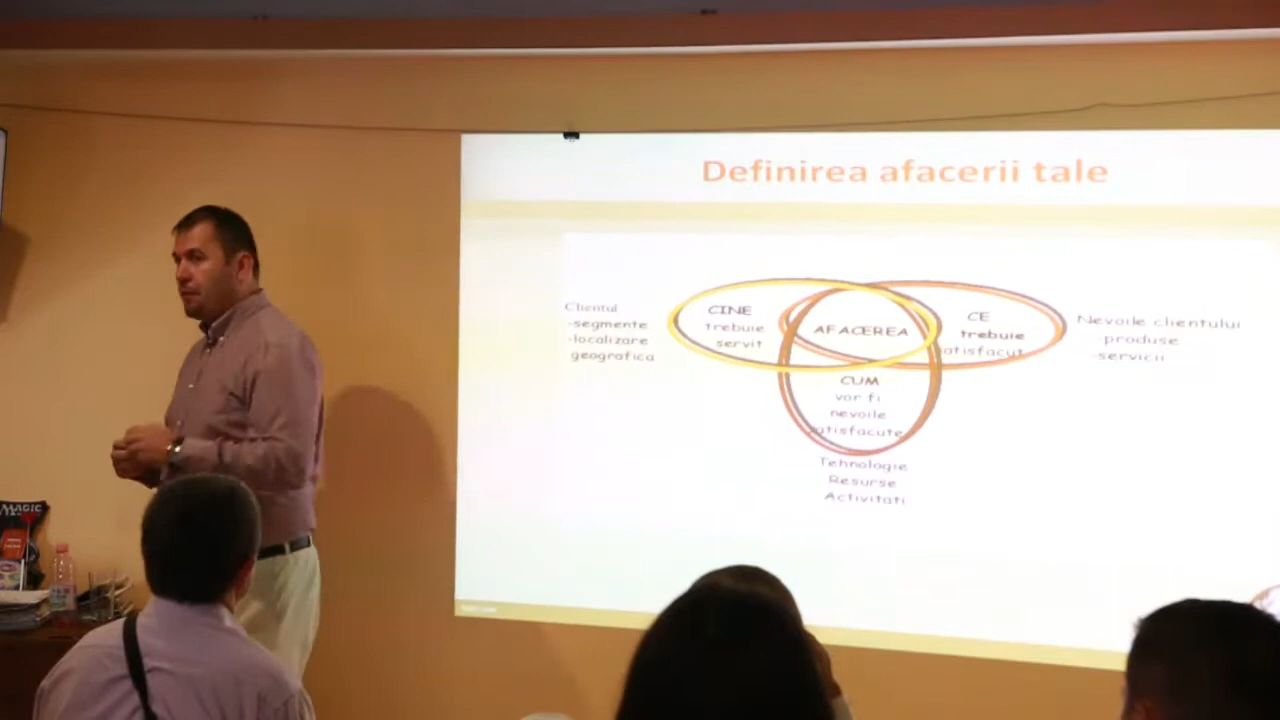 Definirea afacerii tale
Clientul
-segmente
-localizare
geografica
CINE
trebuie
servit
AFACEREA
CE
trebuie
satisfacut
Nevoile clientului
-produse
-servicii
CUM
vor fi
nevoile
satisfacute
Tehnologie
Resurse
Activitati
MAGIC